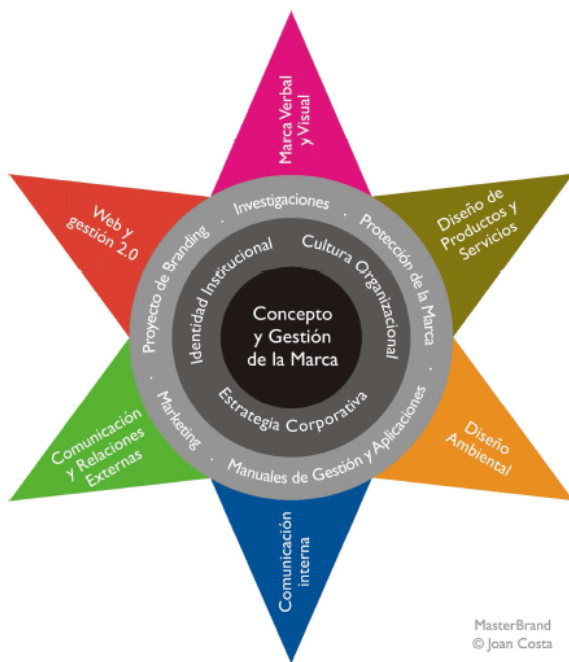 Marca Verbal
y Visual
Diseño de
Productos y
Servicios
Diseño
Ambiental
Comunicación
interna
Comunicación
y Relaciones
Externas
Web y
gestión 2.0
Proyecto de Branding · Investigaciones · Protección de la Marca · Manuales de Gestión y Aplicaciones · Marketing ·
Identidad Institucional
Cultura Organizacional
Estrategia Corporativa
Concepto
y Gestión
de la Marca
MasterBrand
© Joan Costa